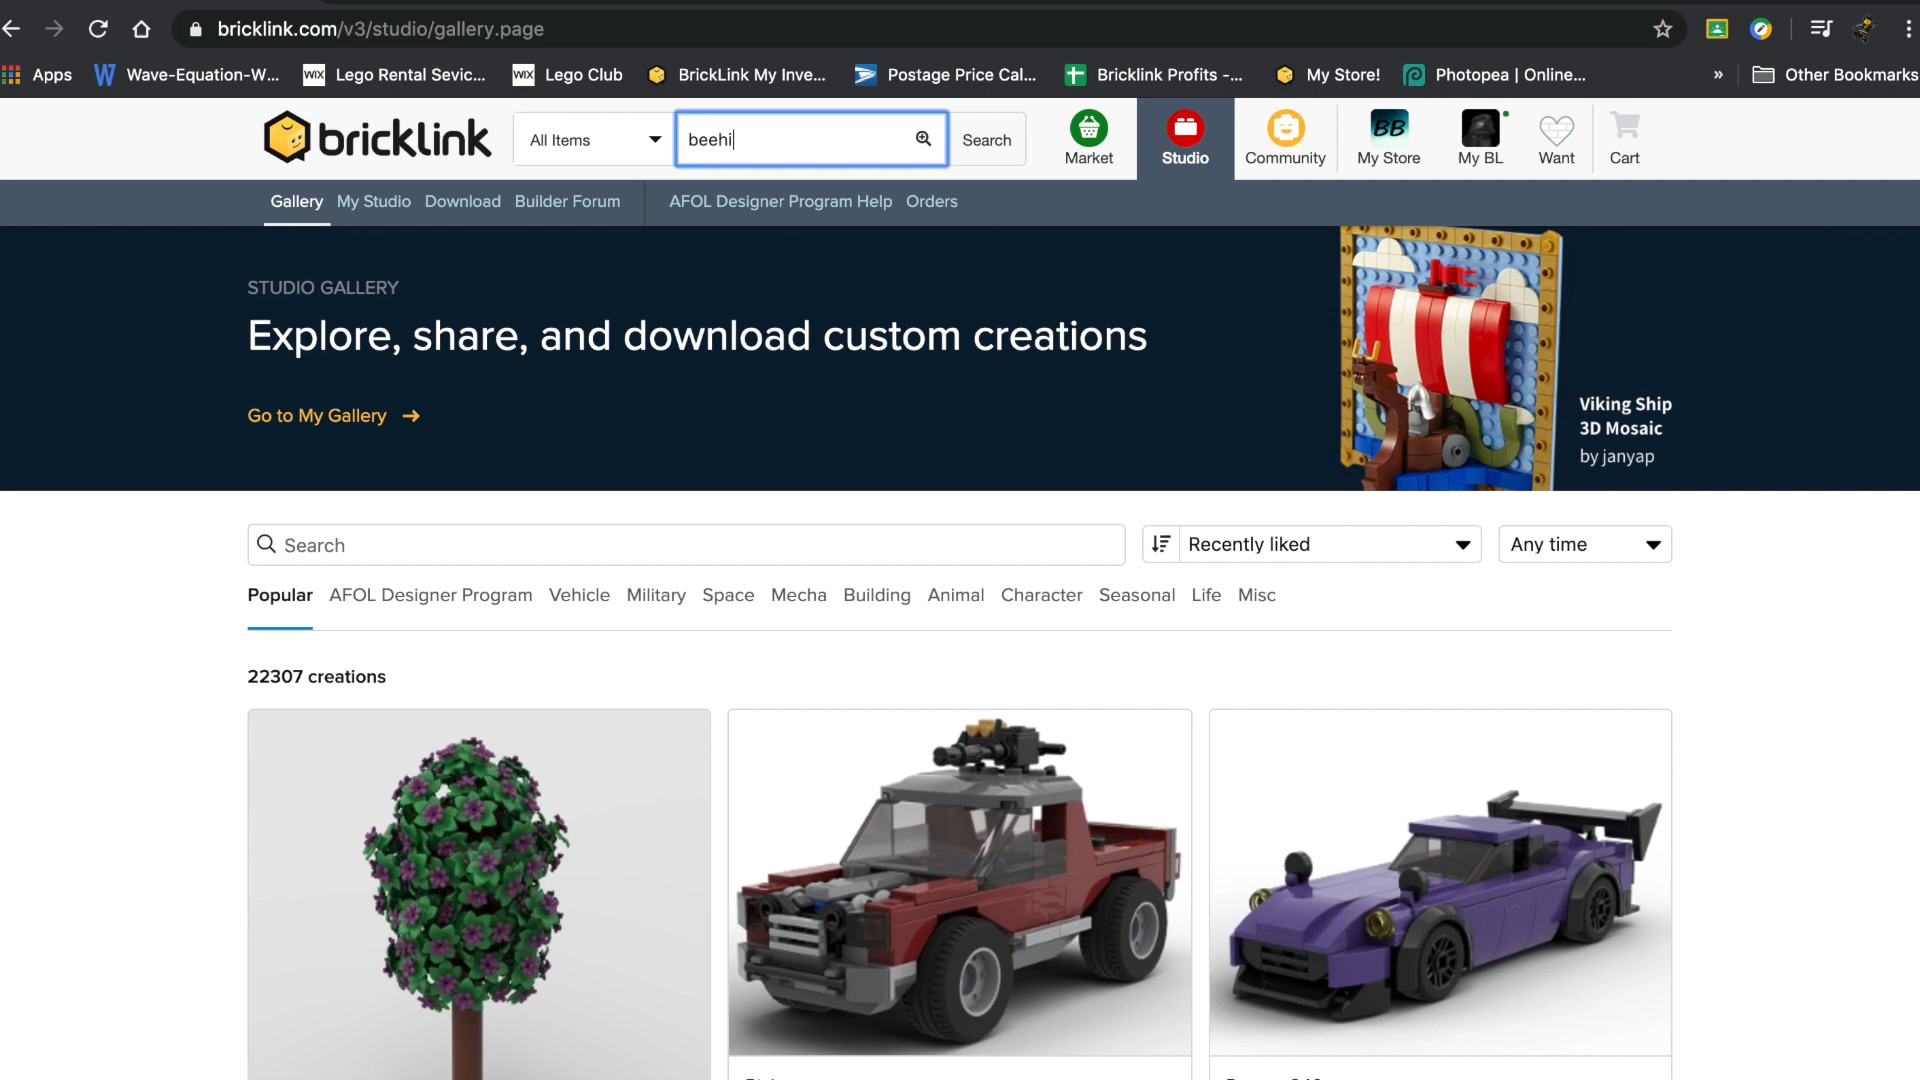 bricklink.com/v3/studio/gallery.page
Apps
Wave-Equation-W...
WIX Lego Rental Sevic...
WIX Lego Club
BrickLink My Inve...
Postage Price Cal...
Bricklink Profits -...
My Store!
Photopea | Online...
»
Other Bookmarks
bricklink
All Items
beehi
Search
Market
Studio
Community
BB
My Store
My BL
Want
Cart
Gallery My Studio Download Builder Forum AFOL Designer Program Help Orders
STUDIO GALLERY
Explore, share, and download custom creations
Go to My Gallery →
Viking Ship
3D Mosaic
by janyap
Search
Recently liked
Any time
Popular AFOL Designer Program Vehicle Military Space Mecha Building Animal Character Seasonal Life Misc
22307 creations